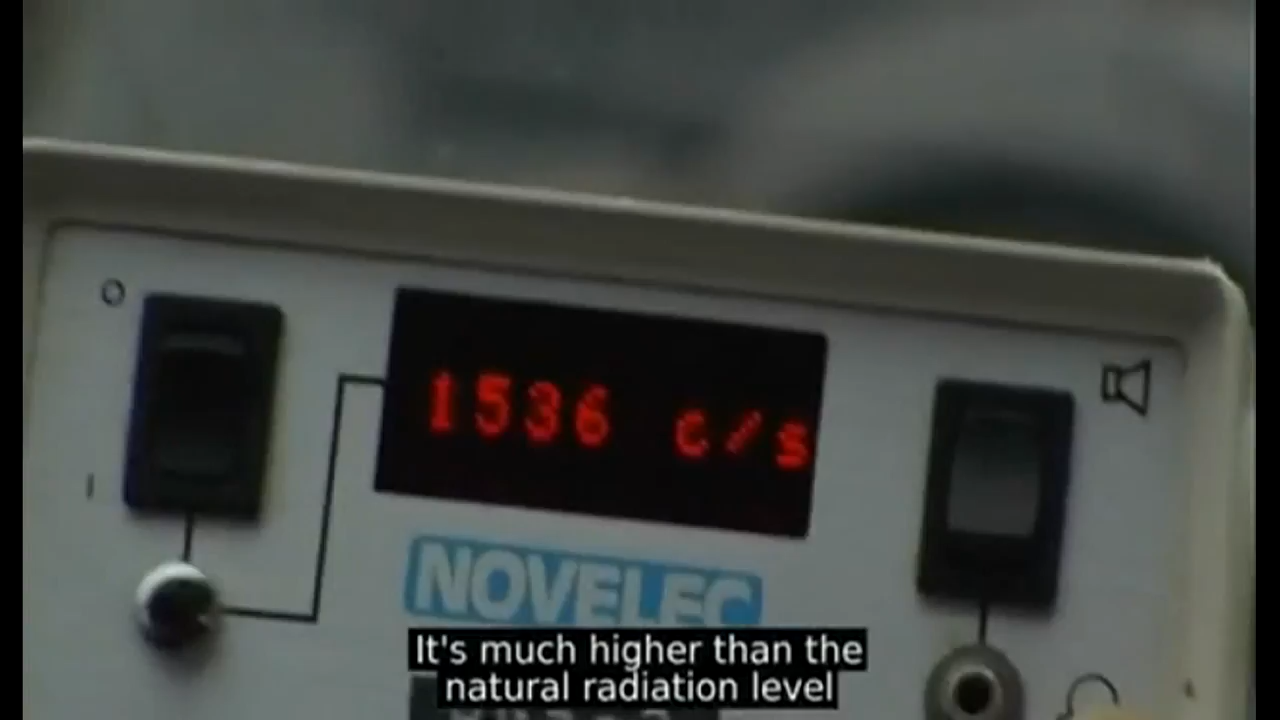 O
I
1536 c/s
NOVELEC
It's much higher than the
natural radiation level